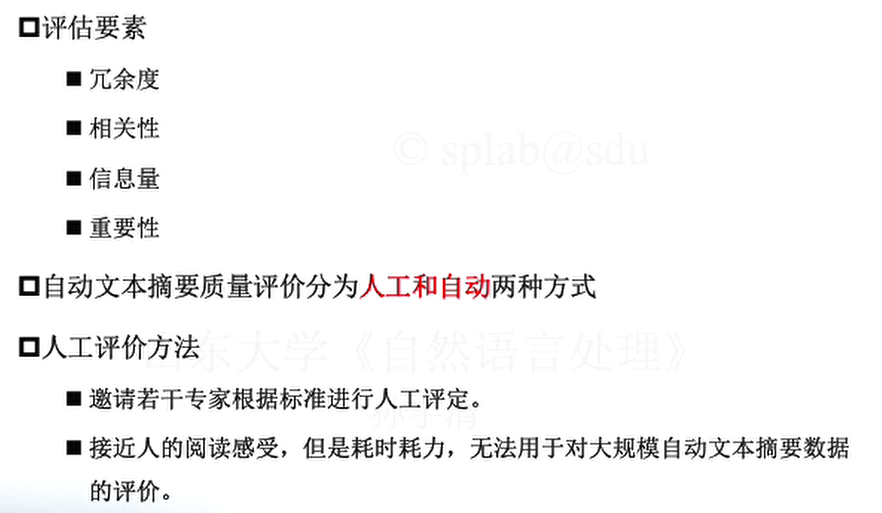 评估要素
冗余度
相关性
© splab@sdu
信息量
重要性
自动文本摘要质量评价分为人工和自动两种方式
人工评价方法
山东大学《自然语言处理》
邀请若干专家根据标准进行人工评定。
接近人的阅读感受，但是耗时耗力，无法用于对大规模自动文本摘要数据
的评价。